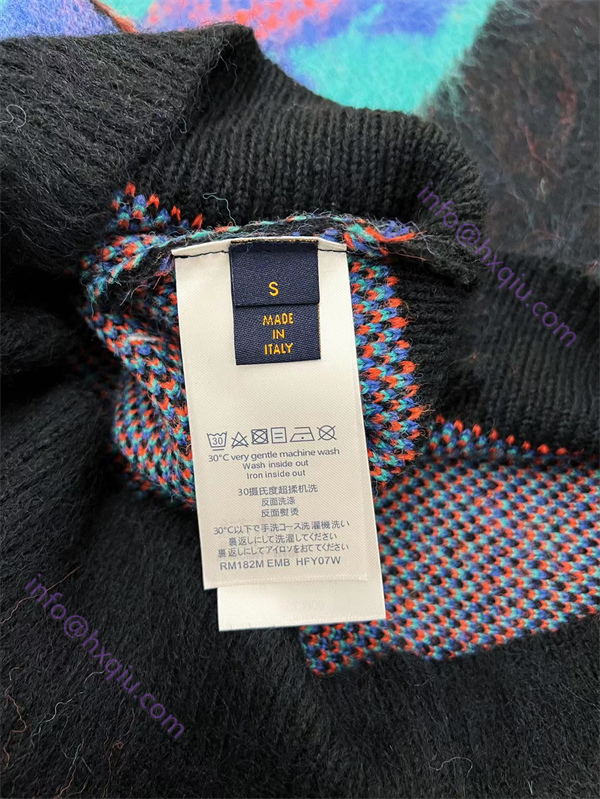 S
MADE
IN
ITALY
30
30°C very gentle machine wash
Wash inside out
Iron inside out
30摄氏度超揉机洗
反面洗涤
反面熨烫
30°C以下で手洗コース洗濯機洗い
裏返しにして洗濯してください
裏返しにしてアイロンをおてください
RM182M EMB HFY07W
info@hxqiu.com
info@hxqiu.com